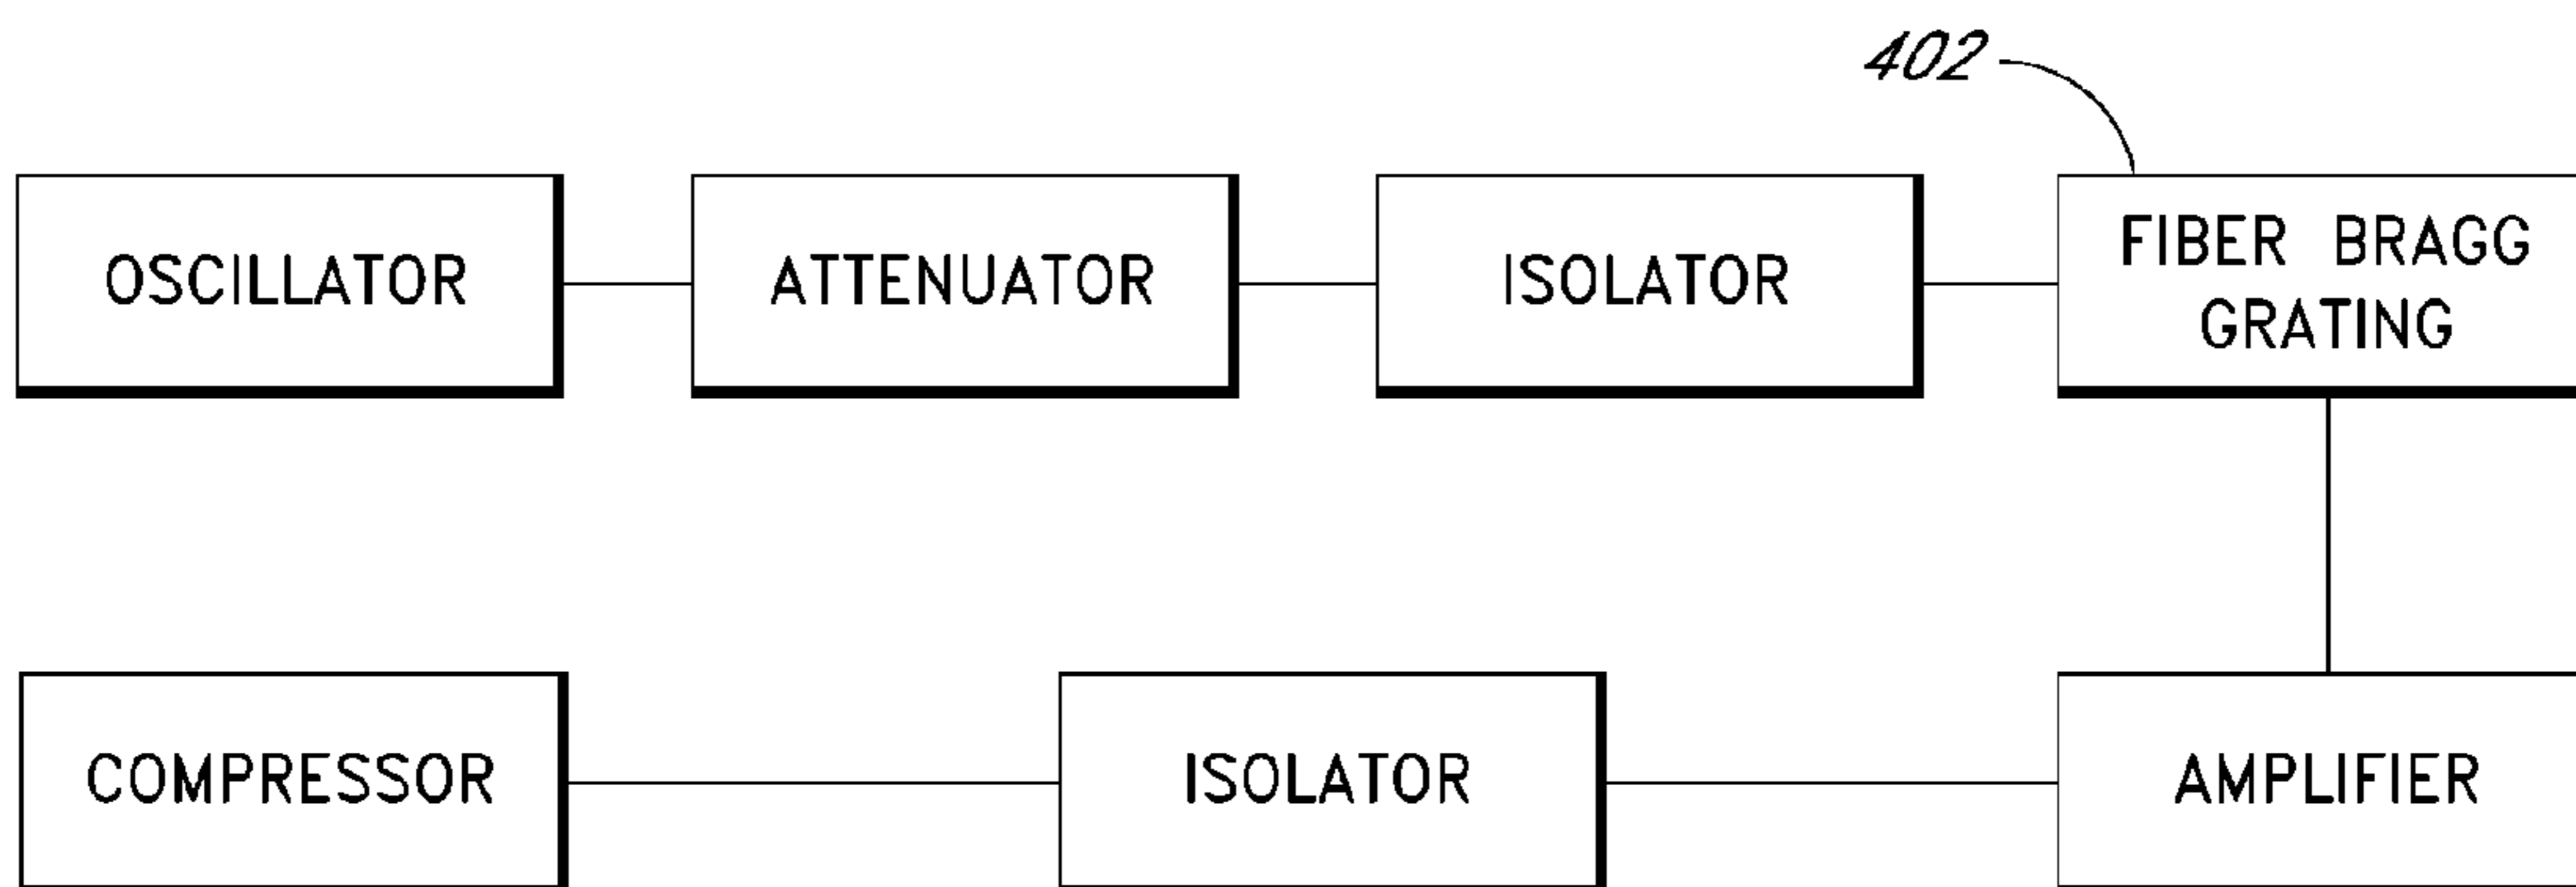 402
OSCILLATOR
ATTENUATOR
ISOLATOR
FIBER BRAGG
GRATING
COMPRESSOR
ISOLATOR
AMPLIFIER